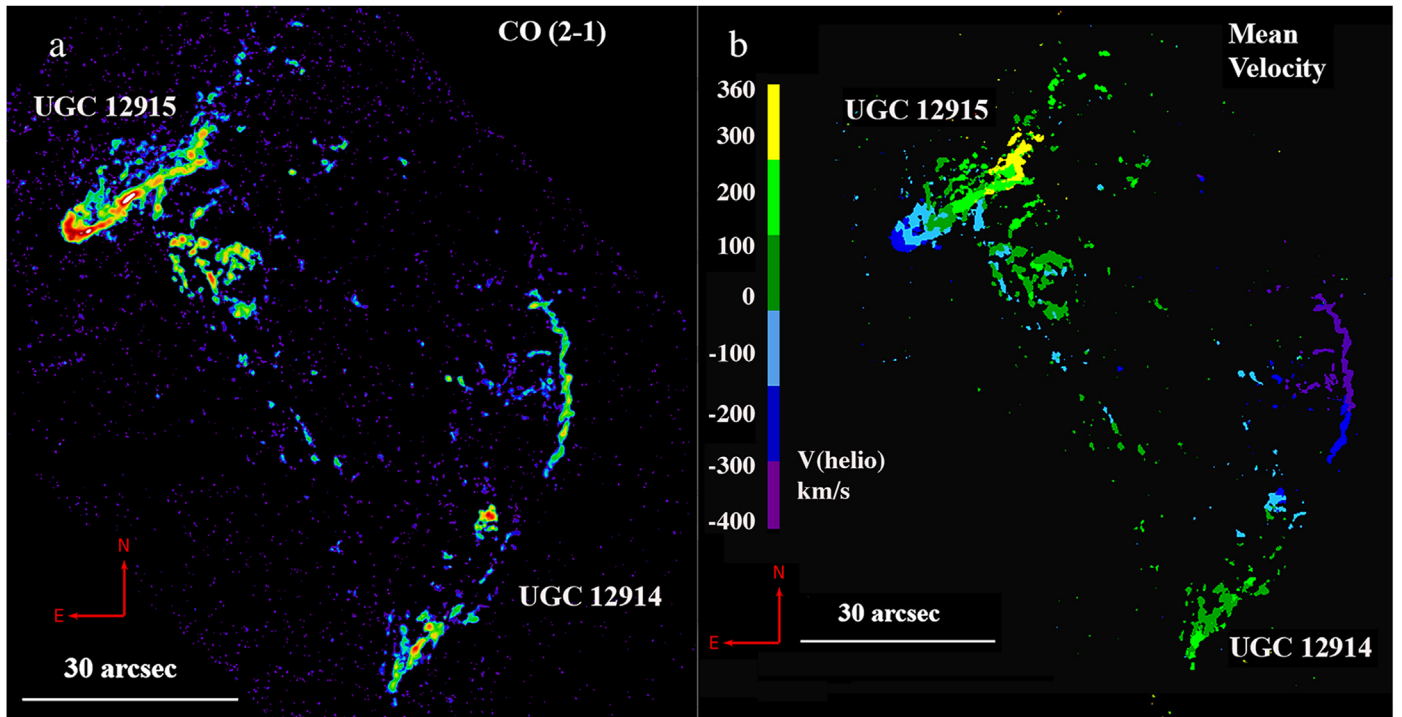 a
CO (2-1)
UGC 12915
N
E
UGC 12914
30 arcsec
b
Mean
Velocity
UGC 12915
360
300
200
100
0
-100
-200
-300
-400
V(helio)
km/s
N
E
30 arcsec
UGC 12914